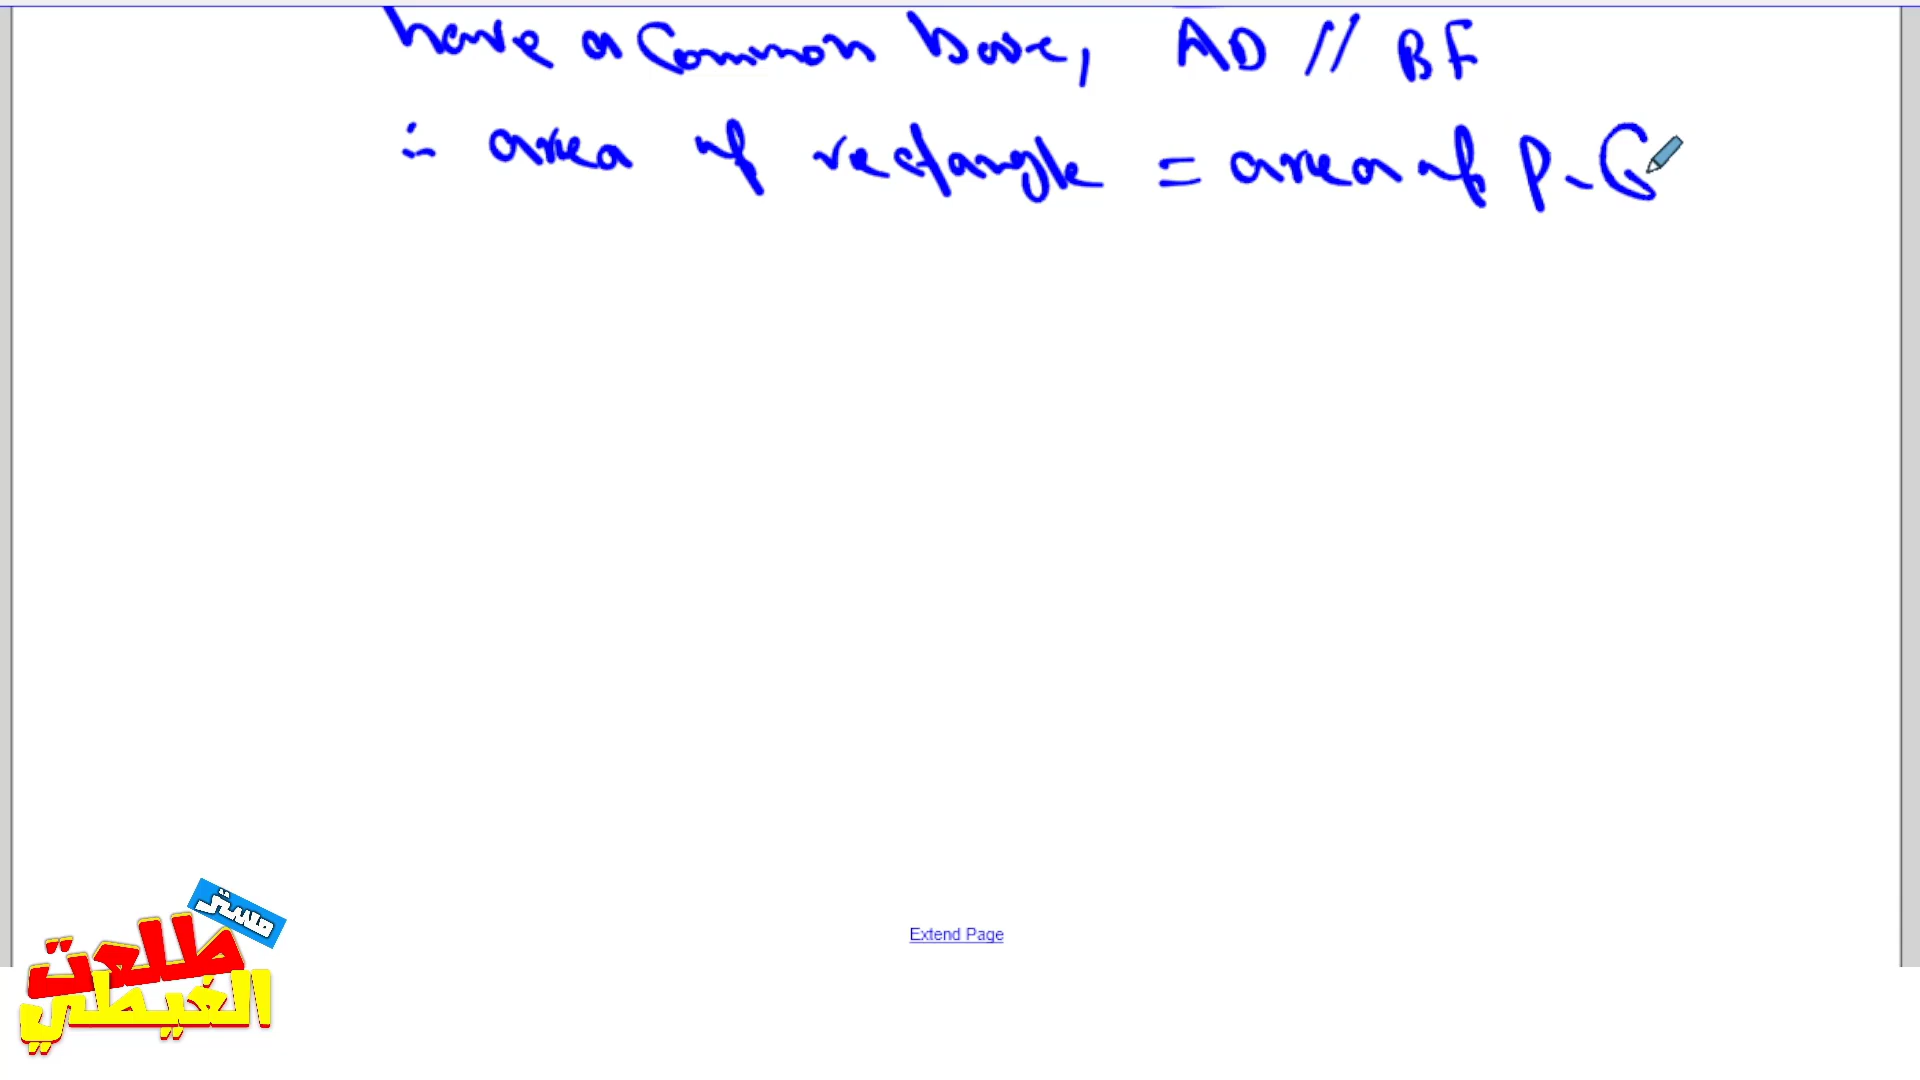 have a common base, AD // BF
∴ area of rectangle = area of P. G
Extend Page
مستر
طلعت
الغيطي